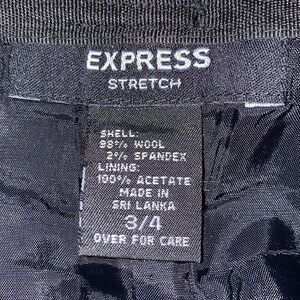 EXPRESS
STRETCH
SHELL:
98% WOOL
2% SPANDEX
LINING:
100% ACETATE
MADE IN
SRI LANKA
3/4
OVER FOR CARE